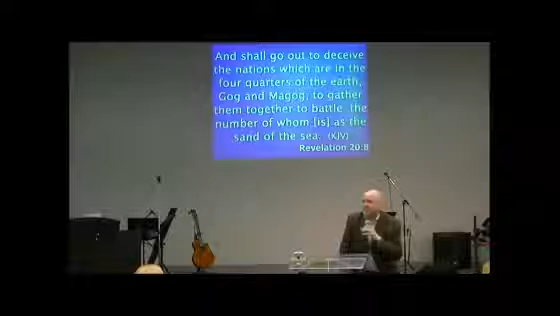 And shall go out to deceive
the nations which are in the
four quarters of the earth,
Gog and Magog, to gather
them together to battle: the
number of whom [is] as the
sand of the sea. (KJV)
Revelation 20:8